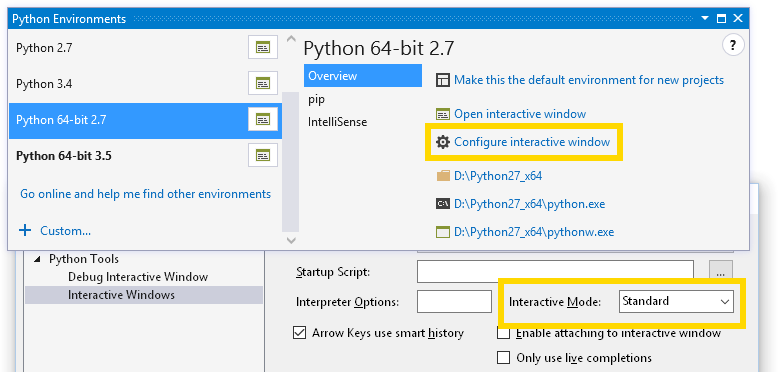 Python Environments
Python 2.7
Python 3.4
Python 64-bit 2.7
Python 64-bit 3.5
Go online and help me find other environments
Custom...
Python 64-bit 2.7
?
Overview
pip
IntelliSense
Make this the default environment for new projects
Open interactive window
Configure interactive window
D:\Python27_x64
C:\
D:\Python27_x64\python.exe
D:\Python27_x64\pythonw.exe
Python Tools
Debug Interactive Window
Interactive Windows
Startup Script:
...
Interpreter Options:
Interactive Mode: Standard
Arrow Keys use smart history
Enable attaching to interactive window
Only use live completions